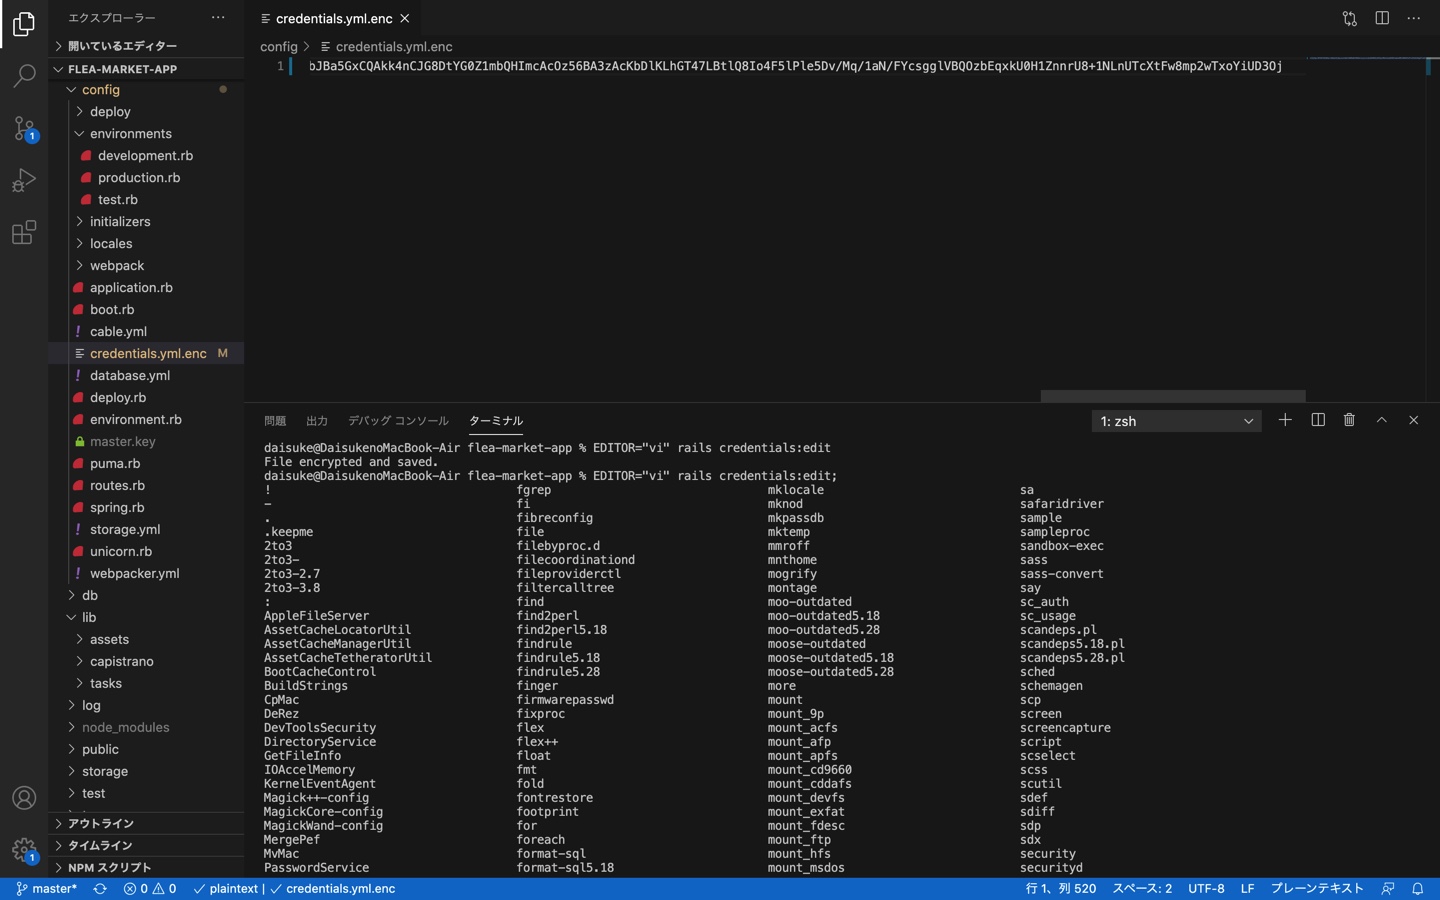 エクスプローラー
開いているエディター
FLEA-MARKET-APP
config
deploy
environments
development.rb
production.rb
test.rb
initializers
locales
webpack
application.rb
boot.rb
cable.yml
credentials.yml.enc M
database.yml
deploy.rb
environment.rb
master.key
puma.rb
routes.rb
spring.rb
storage.yml
unicorn.rb
webpacker.yml
db
lib
assets
capistrano
tasks
log
node_modules
public
storage
test
アウトライン
タイムライン
NPM スクリプト
1
1
credentials.yml.enc
config > credentials.yml.enc
1 bJBa5GxCQAkk4nCJG8DtYG0Z1mbQHImcAcOz56BA3zAcKbDlKLhGT47LBtlQ8Io4F5lPle5Dv/Mq/1aN/FYcsgglVBQOzbEqxkU0H1ZnnrU8+1NLnUTcXtFw8mp2wTxoYiUD3Oj
問題 出力 デバッグ コンソール ターミナル 1: zsh
daisuke@DaisukenoMacBook-Air flea-market-app % EDITOR="vi" rails credentials:edit
File encrypted and saved.
daisuke@DaisukenoMacBook-Air flea-market-app % EDITOR="vi" rails credentials:edit;
! fgrep mklocale sa
- fi mknod safaridriver
. fibreconfig mkpassdb sample
.keepme file mktemp sampleproc
2to3 filebyproc.d mmroff sandbox-exec
2to3- filecoordinationd mnthome sass
2to3-2.7 fileproviderctl mogrify sass-convert
2to3-3.8 filtercalltree montage say
: find moo-outdated sc_auth
AppleFileServer find2perl moo-outdated5.18 sc_usage
AssetCacheLocatorUtil find2perl5.18 moo-outdated5.28 scandeps.pl
AssetCacheManagerUtil findrule moose-outdated scandeps5.18.pl
AssetCacheTetheratorUtil findrule5.18 moose-outdated5.18 scandeps5.28.pl
BootCacheControl findrule5.28 moose-outdated5.28 sched
BuildStrings finger more schemagen
CpMac firmwarepasswd mount scp
DeRez fixproc mount_9p screen
DevToolsSecurity flex mount_acfs screencapture
DirectoryService flex++ mount_afp script
GetFileInfo float mount_apfs scselect
IOAccelMemory fmt mount_cd9660 scss
KernelEventAgent fold mount_cddafs scutil
Magick++-config fontrestore mount_devfs sdef
MagickCore-config footprint mount_exfat sdiff
MagickWand-config for mount_fdesc sdp
MergePef foreach mount_ftp sdx
MvMac format-sql mount_hfs security
PasswordService format-sql5.18 mount_msdos securityd
master* 0 0 plaintext | credentials.yml.enc 行 1、列 520 スペース: 2 UTF-8 LF プレーンテキスト